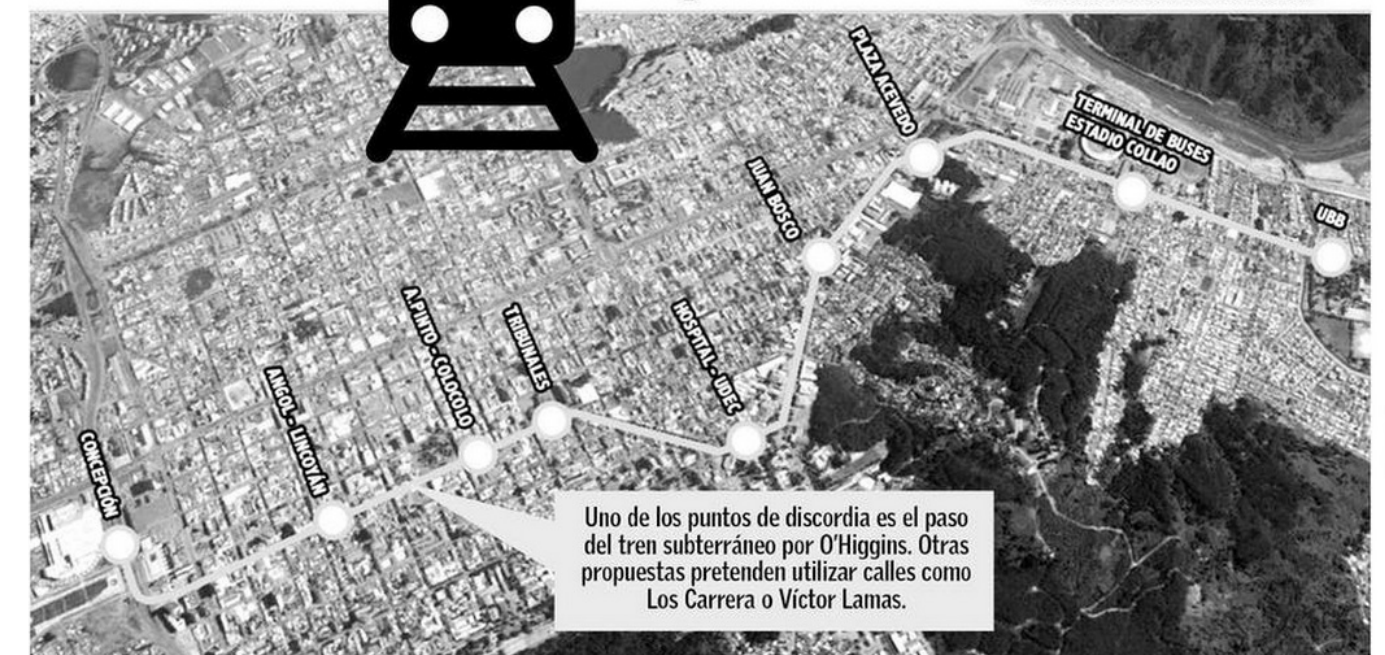 PLAZA ACEVEDO
TERMINAL DE BUSES
ESTADIO COLLAO
UBB
JUAN BOSCO
HOSPITAL - UDEC
TRIBUNALES
A.PINTO - COLOCOLO
ANGOL - LINCOYÁN
CONCEPCIÓN
Uno de los puntos de discordia es el paso
del tren subterráneo por O'Higgins. Otras
propuestas pretenden utilizar calles como
Los Carrera o Víctor Lamas.